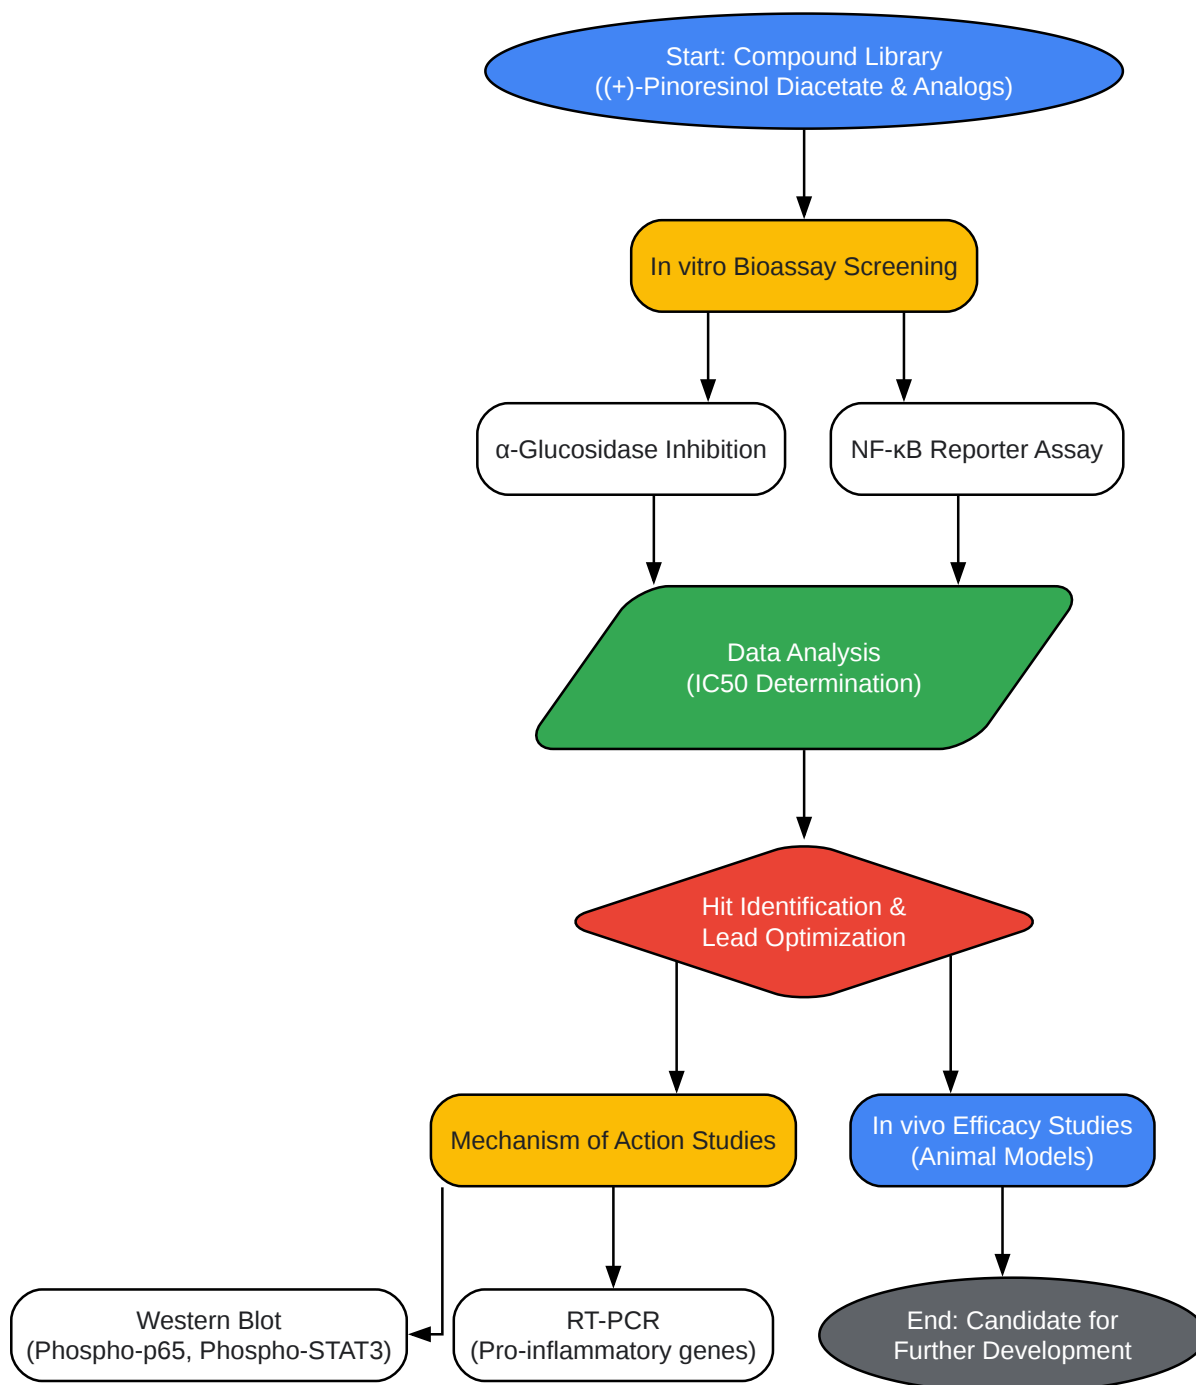 Start: Compound Library
((+)-Pinoresinol Diacetate & Analogs)
In vitro Bioassay Screening
α-Glucosidase Inhibition
NF-κB Reporter Assay
Data Analysis
(IC50 Determination)
Hit Identification &
Lead Optimization
Mechanism of Action Studies
In vivo Efficacy Studies
(Animal Models)
Western Blot
(Phospho-p65, Phospho-STAT3)
RT-PCR
(Pro-inflammatory genes)
End: Candidate for
Further Development